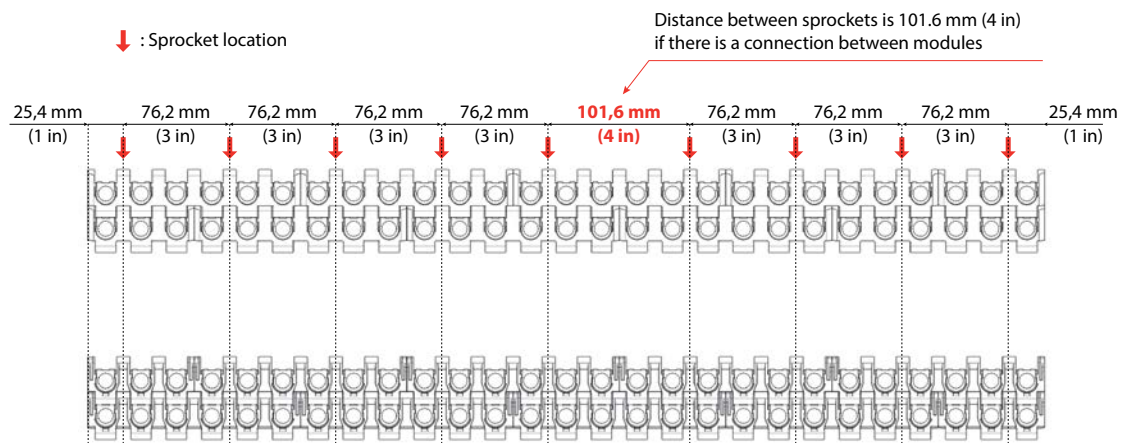 Distance between sprockets is 101.6 mm (4 in)
if there is a connection between modules
: Sprocket location
25,4 mm 76,2 mm 76,2 mm 76,2 mm 76,2 mm 101,6 mm 76,2 mm 76,2 mm 76,2 mm 25,4 mm
(1 in) (3 in) (3 in) (3 in) (3 in) (4 in) (3 in) (3 in) (3 in) (1 in)